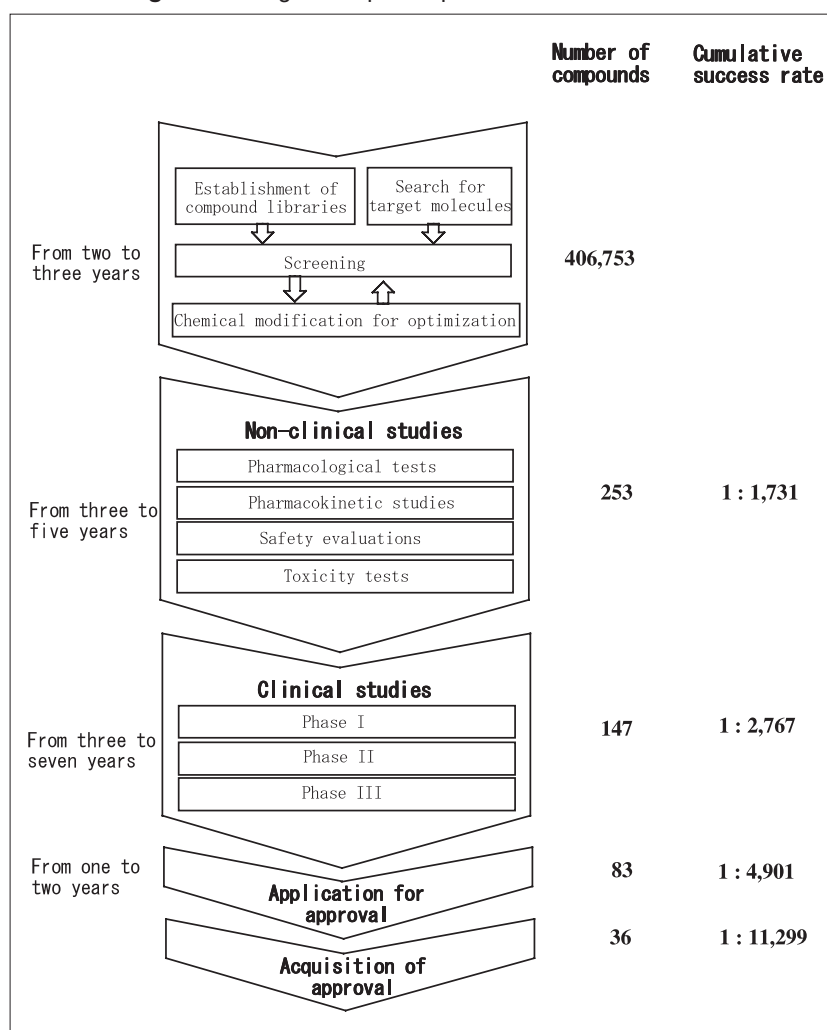 Number of
compounds
Cumulative
success rate
Establishment of
compound libraries
Search for
target molecules
From two to
three years
Screening
406,753
Chemical modification for optimization
Non-clinical studies
Pharmacological tests
From three to
five years
Pharmacokinetic studies
253
1 : 1,731
Safety evaluations
Toxicity tests
Clinical studies
Phase I
147
1 : 2,767
From three to
seven years
Phase II
Phase III
From one to
two years
83
1 : 4,901
Application for
approval
36
1 : 11,299
Acquisition of
approval